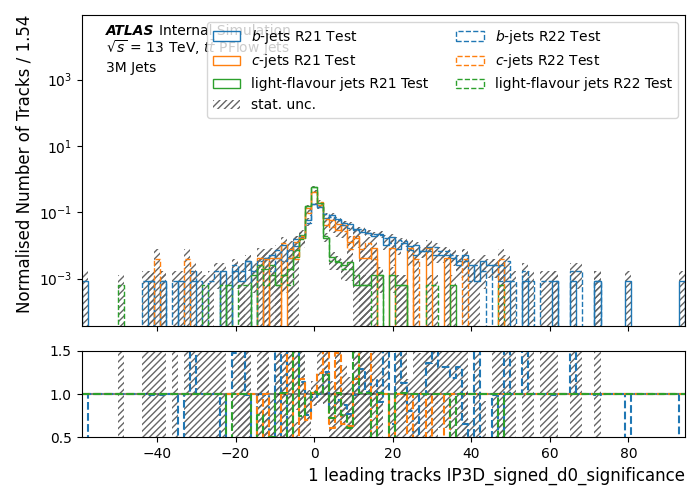 ATLAS Internal Simulation
√s = 13 TeV, tt PFlow Jets
3M Jets
b-jets R21 Test
c-jets R21 Test
light-flavour jets R21 Test
stat. unc.
b-jets R22 Test
c-jets R22 Test
light-flavour jets R22 Test
Normalised Number of Tracks / 1.54
10³
10¹
10⁻¹
10⁻³
1.5
1.0
0.5
−40 −20 0 20 40 60 80
1 leading tracks IP3D_signed_d0_significance